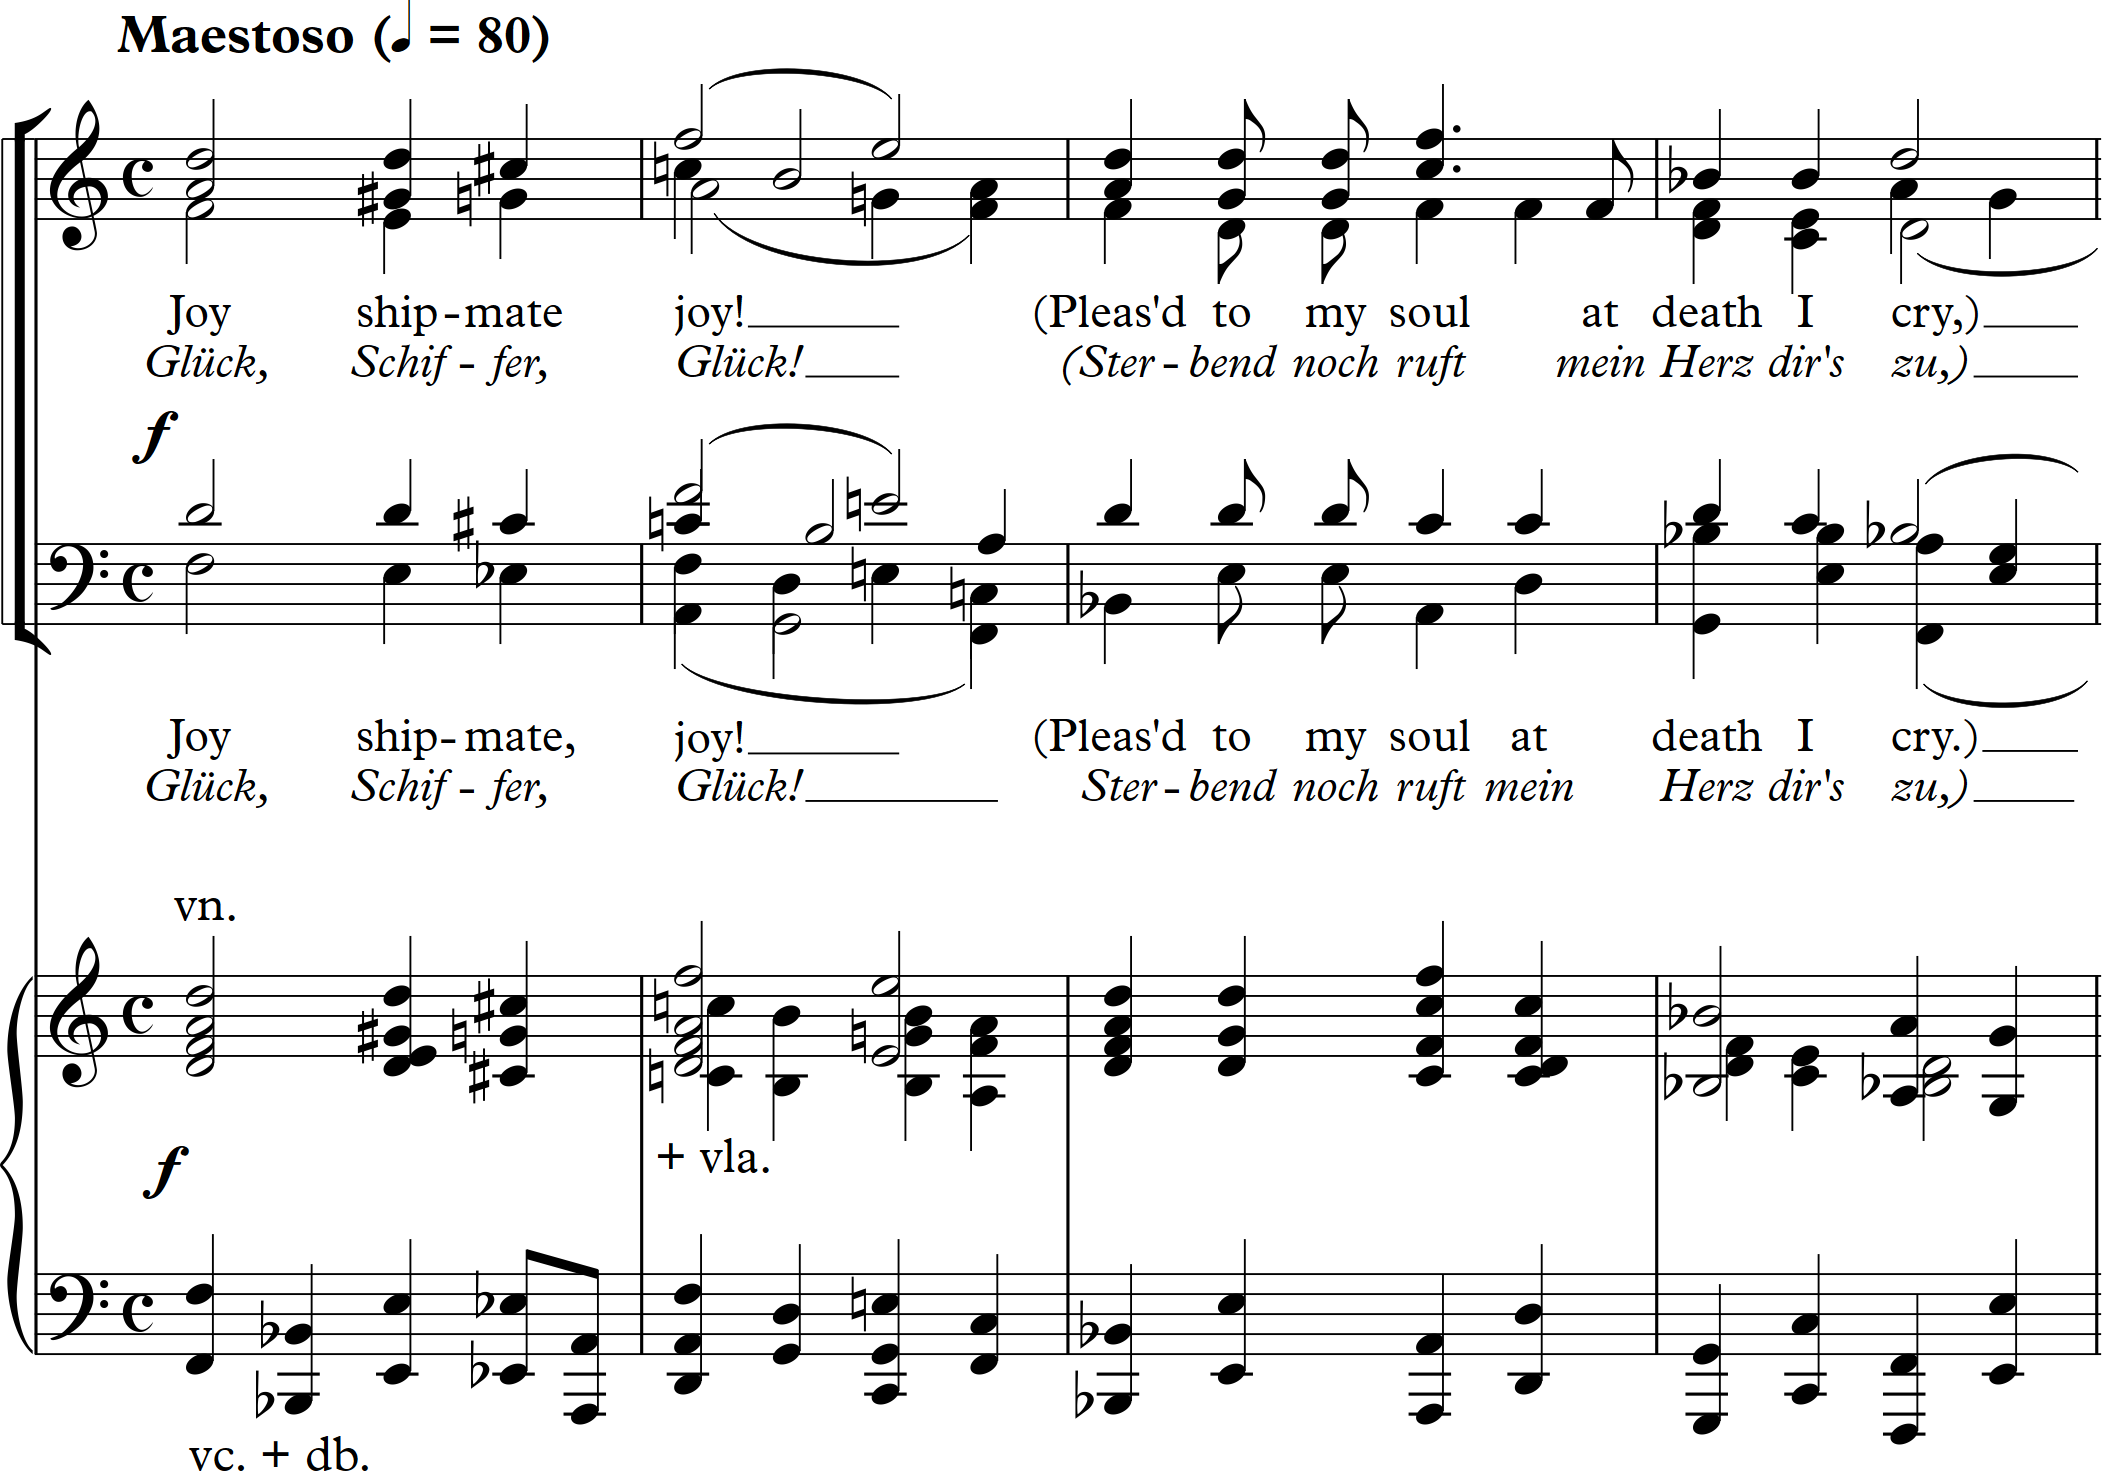 Maestoso (♩ = 80)
Joy ship-mate joy! (Pleas'd to my soul at death I cry,)
Glück, Schif-fer, Glück! (Ster-bend noch ruft mein Herz dir's zu,)
f
Joy ship-mate, joy! (Pleas'd to my soul at death I cry.)
Glück, Schif-fer, Glück! Ster-bend noch ruft mein Herz dir's zu,)
vn.
+ vla.
f
vc. + db.